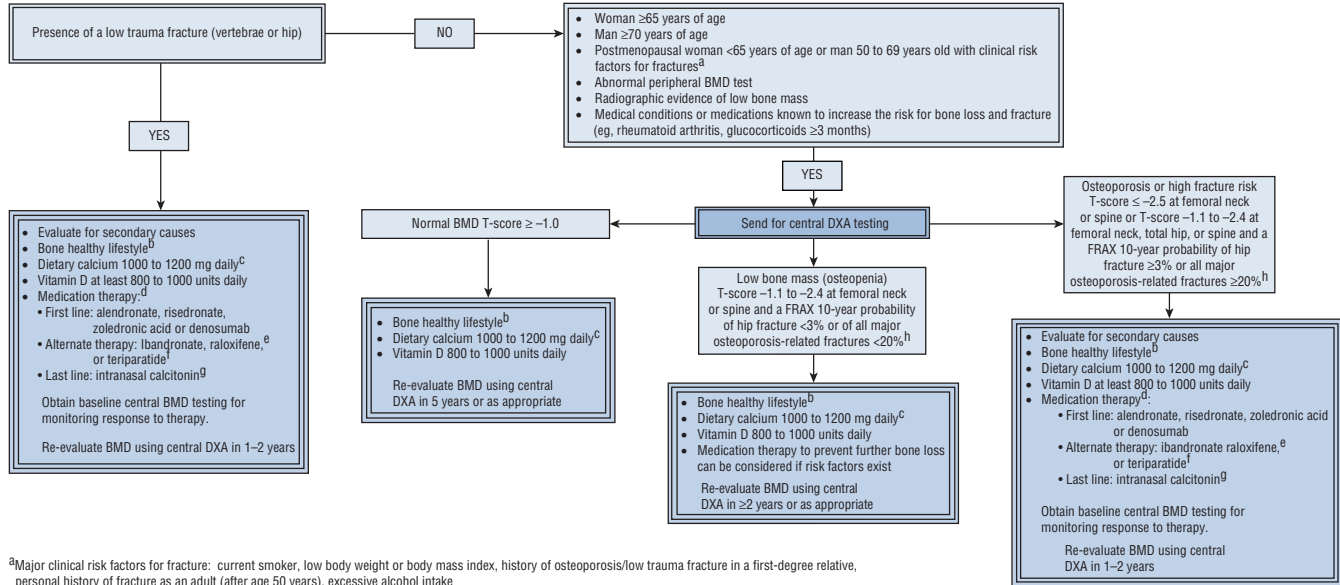 Presence of a low trauma fracture (vertebrae or hip)
NO
• Woman ≥65 years of age
• Man ≥70 years of age
• Postmenopausal woman <65 years of age or man 50 to 69 years old with clinical risk
factors for fracturesª
• Abnormal peripheral BMD test
• Radiographic evidence of low bone mass
• Medical conditions or medications known to increase the risk for bone loss and fracture
(eg, rheumatoid arthritis, glucocorticoids ≥3 months)
YES
YES
• Evaluate for secondary causes
• Bone healthy lifestyleᵇ
• Dietary calcium 1000 to 1200 mg dailyᶜ
• Vitamin D at least 800 to 1000 units daily
• Medication therapy:ᵈ
• First line: alendronate, risedronate,
zoledronic acid or denosumab
• Alternate therapy: Ibandronate, raloxifene,ᵉ
or teriparatideᶠ
• Last line: intranasal calcitoninᵍ
Obtain baseline central BMD testing for
monitoring response to therapy.
Re-evaluate BMD using central DXA in 1–2 years
Normal BMD T-score ≥ –1.0
• Bone healthy lifestyleᵇ
• Dietary calcium 1000 to 1200 mg dailyᶜ
• Vitamin D 800 to 1000 units daily
Re-evaluate BMD using central
DXA in 5 years or as appropriate
Send for central DXA testing
Low bone mass (osteopenia)
T-score –1.1 to –2.4 at femoral neck
or spine and a FRAX 10-year probability
of hip fracture <3% or of all major
osteoporosis-related fractures <20%ʰ
• Bone healthy lifestyleᵇ
• Dietary calcium 1000 to 1200 mg dailyᶜ
• Vitamin D 800 to 1000 units daily
• Medication therapy to prevent further bone loss
can be considered if risk factors exist
Re-evaluate BMD using central
DXA in ≥2 years or as appropriate
Osteoporosis or high fracture risk
T-score ≤ –2.5 at femoral neck
or spine or T-score –1.1 to –2.4 at
femoral neck, total hip, or spine and a
FRAX 10-year probability of hip
fracture ≥3% or all major
osteoporosis-related fractures ≥20%ʰ
• Evaluate for secondary causes
• Bone healthy lifestyleᵇ
• Dietary calcium 1000 to 1200 mg dailyᶜ
• Vitamin D at least 800 to 1000 units daily
• Medication therapyᵈ:
• First line: alendronate, risedronate, zoledronic acid
or denosumab
• Alternate therapy: ibandronate raloxifene,ᵉ
or teriparatideᶠ
• Last line: intranasal calcitoninᵍ
Obtain baseline central BMD testing for
monitoring response to therapy.
Re-evaluate BMD using central
DXA in 1–2 years
ªMajor clinical risk factors for fracture: current smoker, low body weight or body mass index, history of osteoporosis/low trauma fracture in a first-degree relative,
personal history of fracture as an adult (after age 50 years), excessive alcohol intake